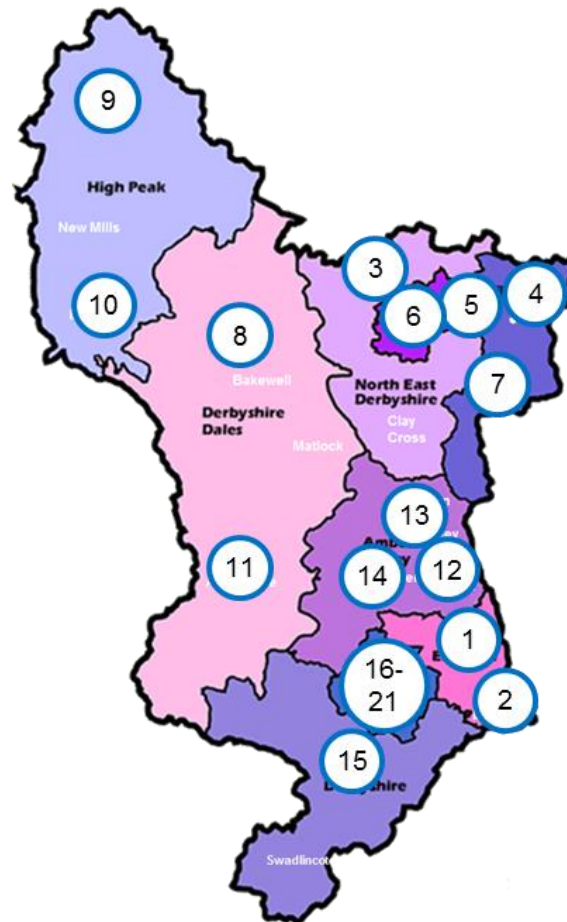 9
High Peak
New Mills
10
3
6
5
4
8
Bakewell
7
North East
Derbyshire
Derbyshire
Dales
Clay
Cross
Matlock
13
11
14
12
1
16-
21
2
15
Swadlincote